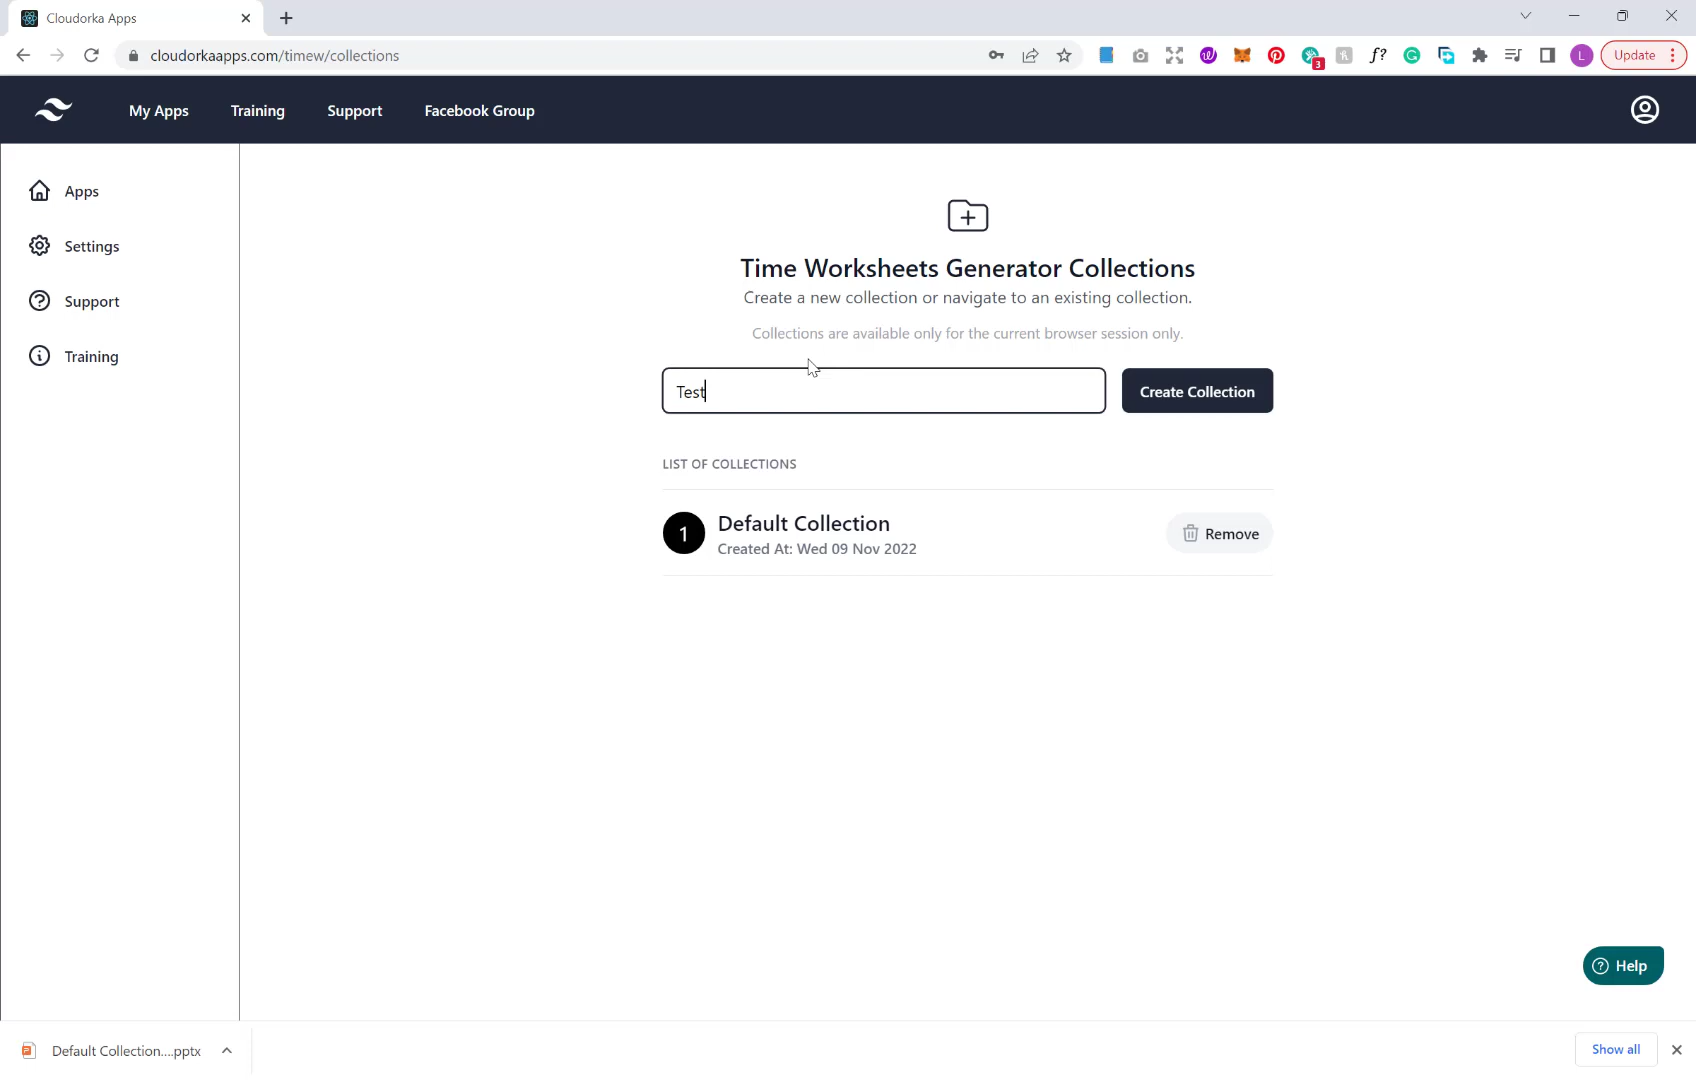 Cloudorka Apps
cloudorkaapps.com/timew/collections
3
f?
L
Update
My Apps
Training
Support
Facebook Group
Apps
Settings
Support
Training
Time Worksheets Generator Collections
Create a new collection or navigate to an existing collection.
Collections are available only for the current browser session only.
Test
Create Collection
LIST OF COLLECTIONS
1
Default Collection
Created At: Wed 09 Nov 2022
Remove
Help
Default Collection....pptx
Show all